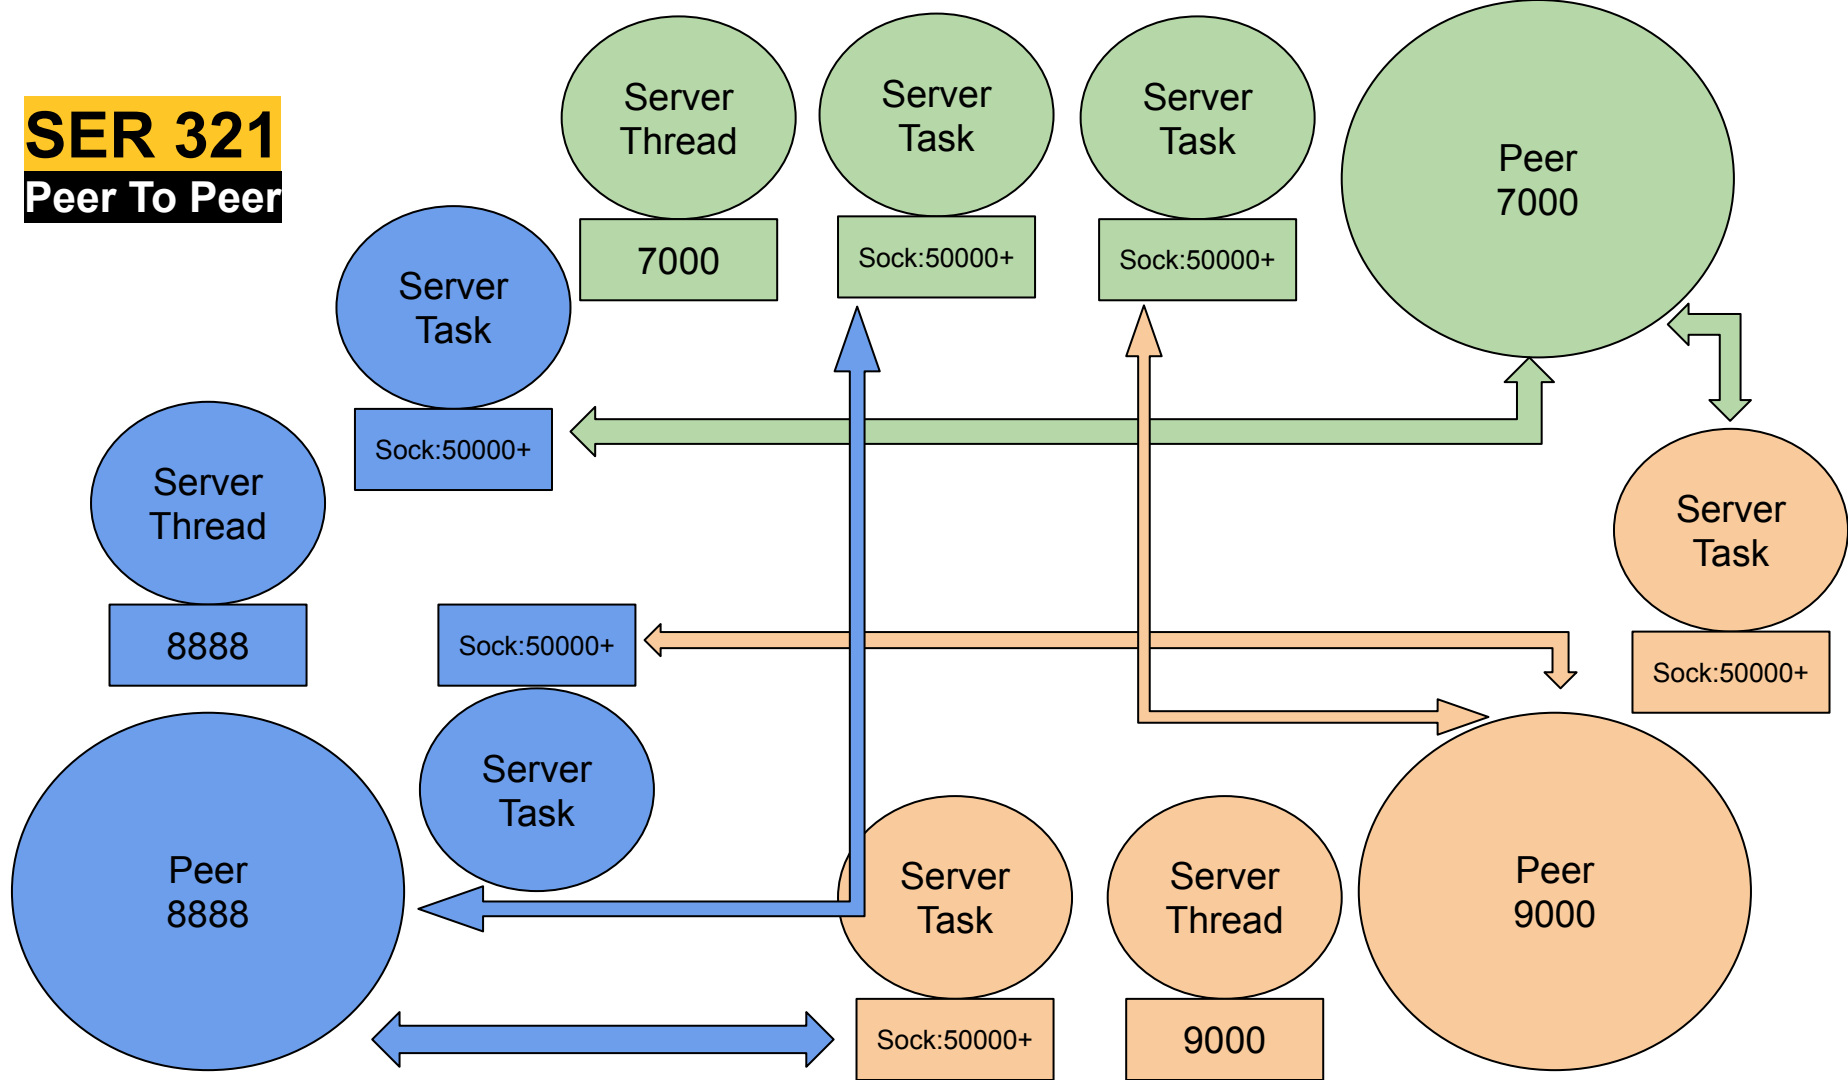 SER 321
Peer To Peer
Server
Thread
7000
Server
Task
Sock:50000+
Server
Task
Sock:50000+
Peer
7000
Server
Task
Sock:50000+
Server
Thread
8888
Server
Task
Sock:50000+
Sock:50000+
Server
Task
Peer
8888
Server
Task
Sock:50000+
Server
Thread
9000
Peer
9000